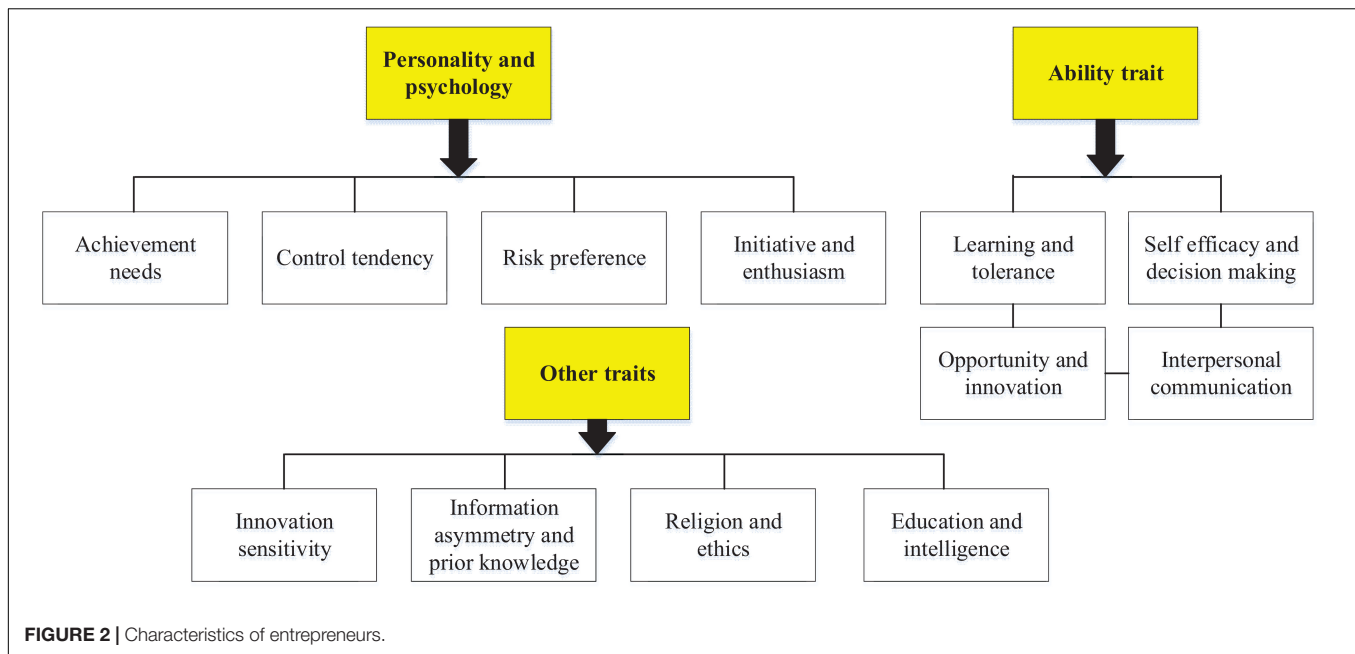 Personality and
psychology
Ability trait
Achievement
needs
Control tendency
Risk preference
Initiative and
enthusiasm
Learning and
tolerance
Self efficacy and
decision making
Opportunity and
innovation
Interpersonal
communication
Other traits
Innovation
sensitivity
Information
asymmetry and
prior knowledge
Religion and
ethics
Education and
intelligence
FIGURE 2 | Characteristics of entrepreneurs.